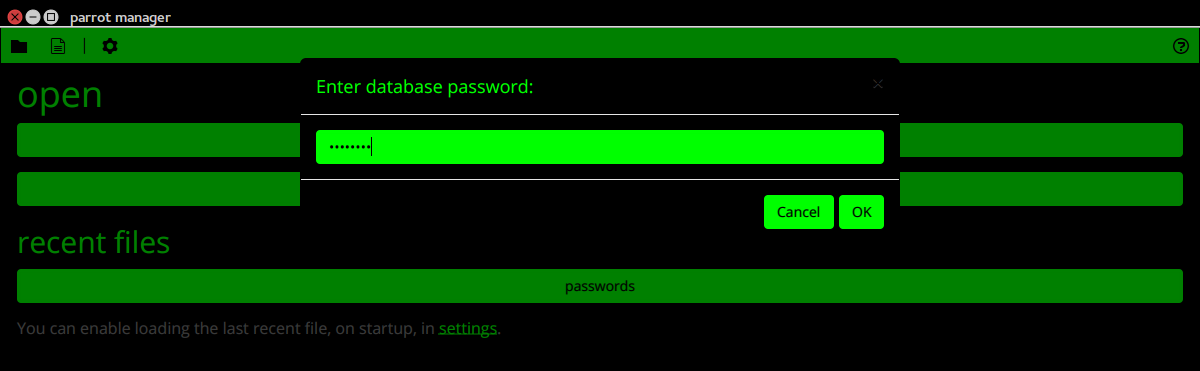 parrot manager
open
Enter database password:
Cancel OK
recent files
passwords
You can enable loading the last recent file, on startup, in settings.